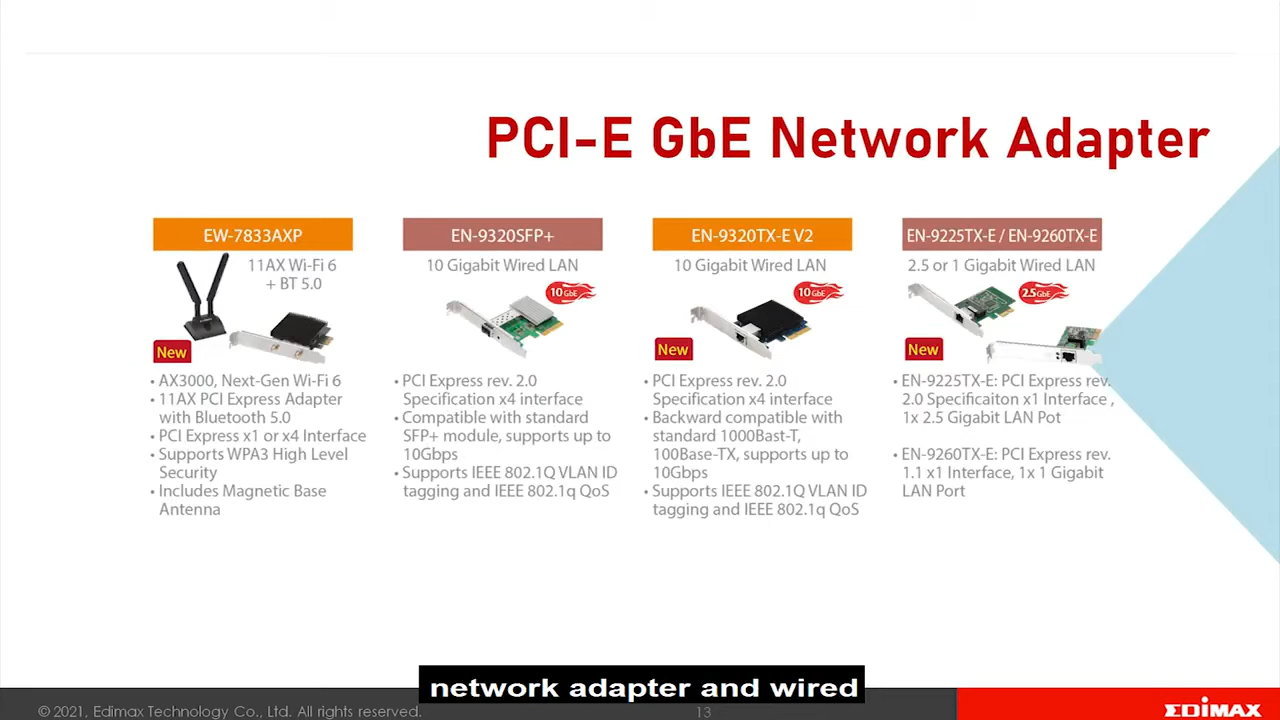 PCI-E GbE Network Adapter
EW-7833AXP
11AX Wi-Fi 6
+ BT 5.0
New
• AX3000, Next-Gen Wi-Fi 6
• 11AX PCI Express Adapter
with Bluetooth 5.0
• PCI Express x1 or x4 Interface
• Supports WPA3 High Level
Security
• Includes Magnetic Base
Antenna
EN-9320SFP+
10 Gigabit Wired LAN
10 GbE
• PCI Express rev. 2.0
Specification x4 interface
• Compatible with standard
SFP+ module, supports up to
10Gbps
• Supports IEEE 802.1Q VLAN ID
tagging and IEEE 802.1q QoS
EN-9320TX-E V2
10 Gigabit Wired LAN
10 GbE
New
• PCI Express rev. 2.0
Specification x4 interface
• Backward compatible with
standard 1000Bast-T,
100Base-TX, supports up to
10Gbps
• Supports IEEE 802.1Q VLAN ID
tagging and IEEE 802.1q QoS
EN-9225TX-E / EN-9260TX-E
2.5 or 1 Gigabit Wired LAN
2.5 GbE
New
• EN-9225TX-E: PCI Express rev.
2.0 Specificaiton x1 Interface ,
1x 2.5 Gigabit LAN Pot
• EN-9260TX-E: PCI Express rev.
1.1 x1 Interface, 1x 1 Gigabit
LAN Port
network adapter and wired
© 2021, Edimax Technology Co., Ltd. All rights reserved.
13
EDIMAX